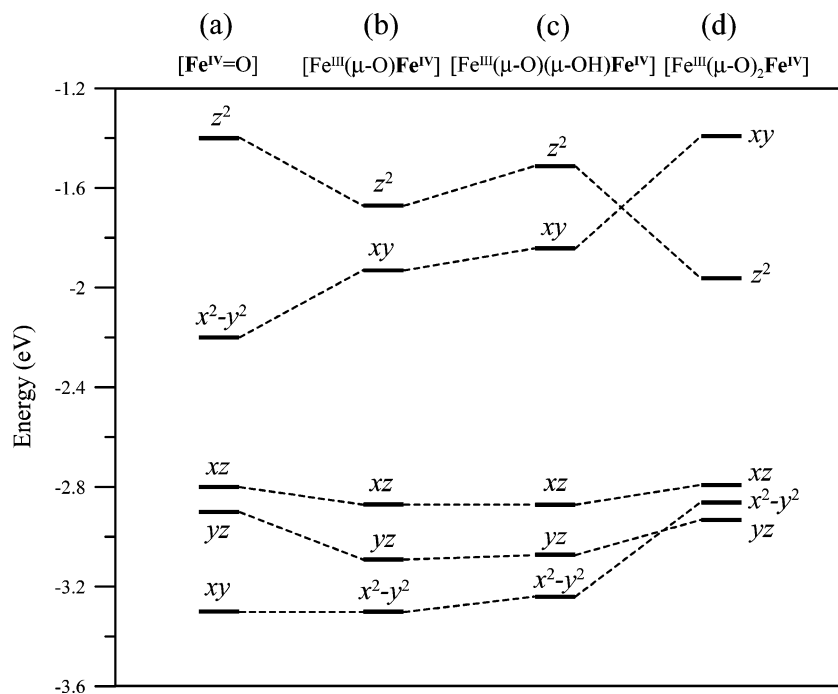 (a) (b) (c) (d)
[Feᴵⱽ=O] [Feᴵᴵᴵ(μ-O)Feᴵⱽ] [Feᴵᴵᴵ(μ-O)(μ-OH)Feᴵⱽ] [Feᴵᴵᴵ(μ-O)₂Feᴵⱽ]
-1.2
z² xy
z² z²
-1.6
xy xy
z²
-2
x²-y²
Energy (eV)
-2.4
xz xz xz xz
-2.8
x²-y²
yz yz yz yz
xy x²-y² x²-y²
-3.2
-3.6